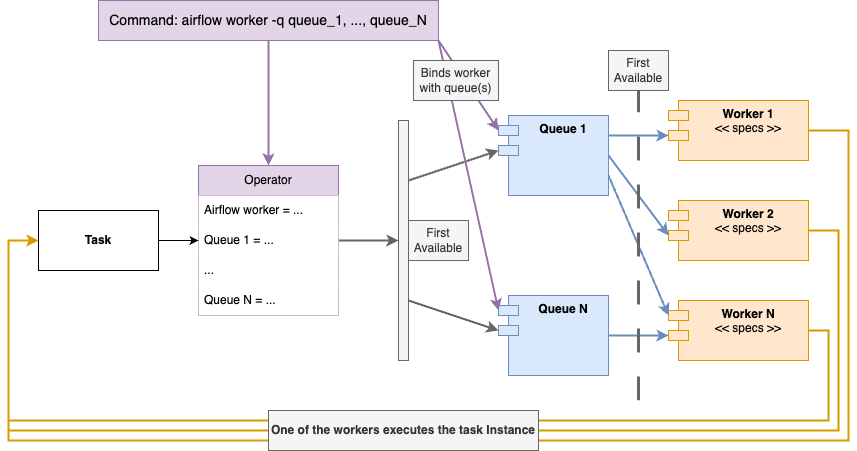 Command: airflow worker -q queue_1, ..., queue_N
Binds worker
with queue(s)
First
Available
Queue 1
Worker 1
<< specs >>
Operator
Airflow worker = ...
Queue 1 = ...
...
Queue N = ...
Task
First
Available
Worker 2
<< specs >>
Queue N
Worker N
<< specs >>
One of the workers executes the task Instance